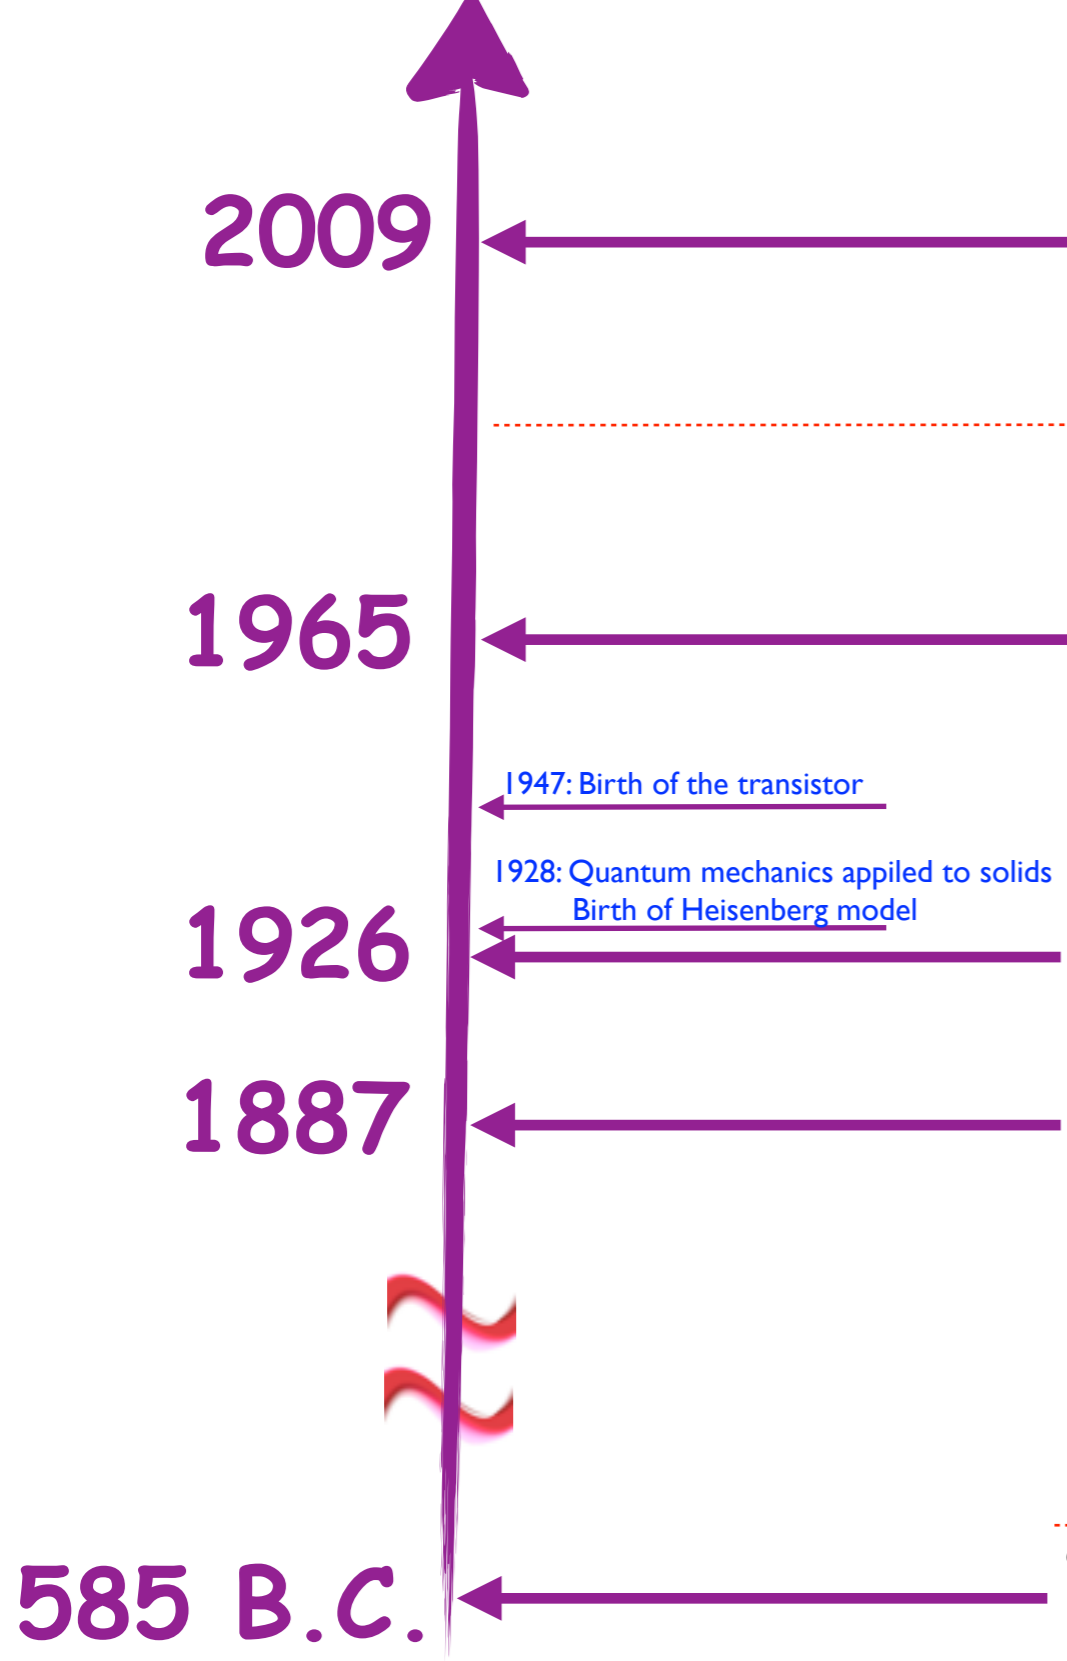 2009
1965
1947: Birth of the transistor
1928: Quantum mechanics appiled to solids
Birth of Heisenberg model
1926
1887
585 B.C.